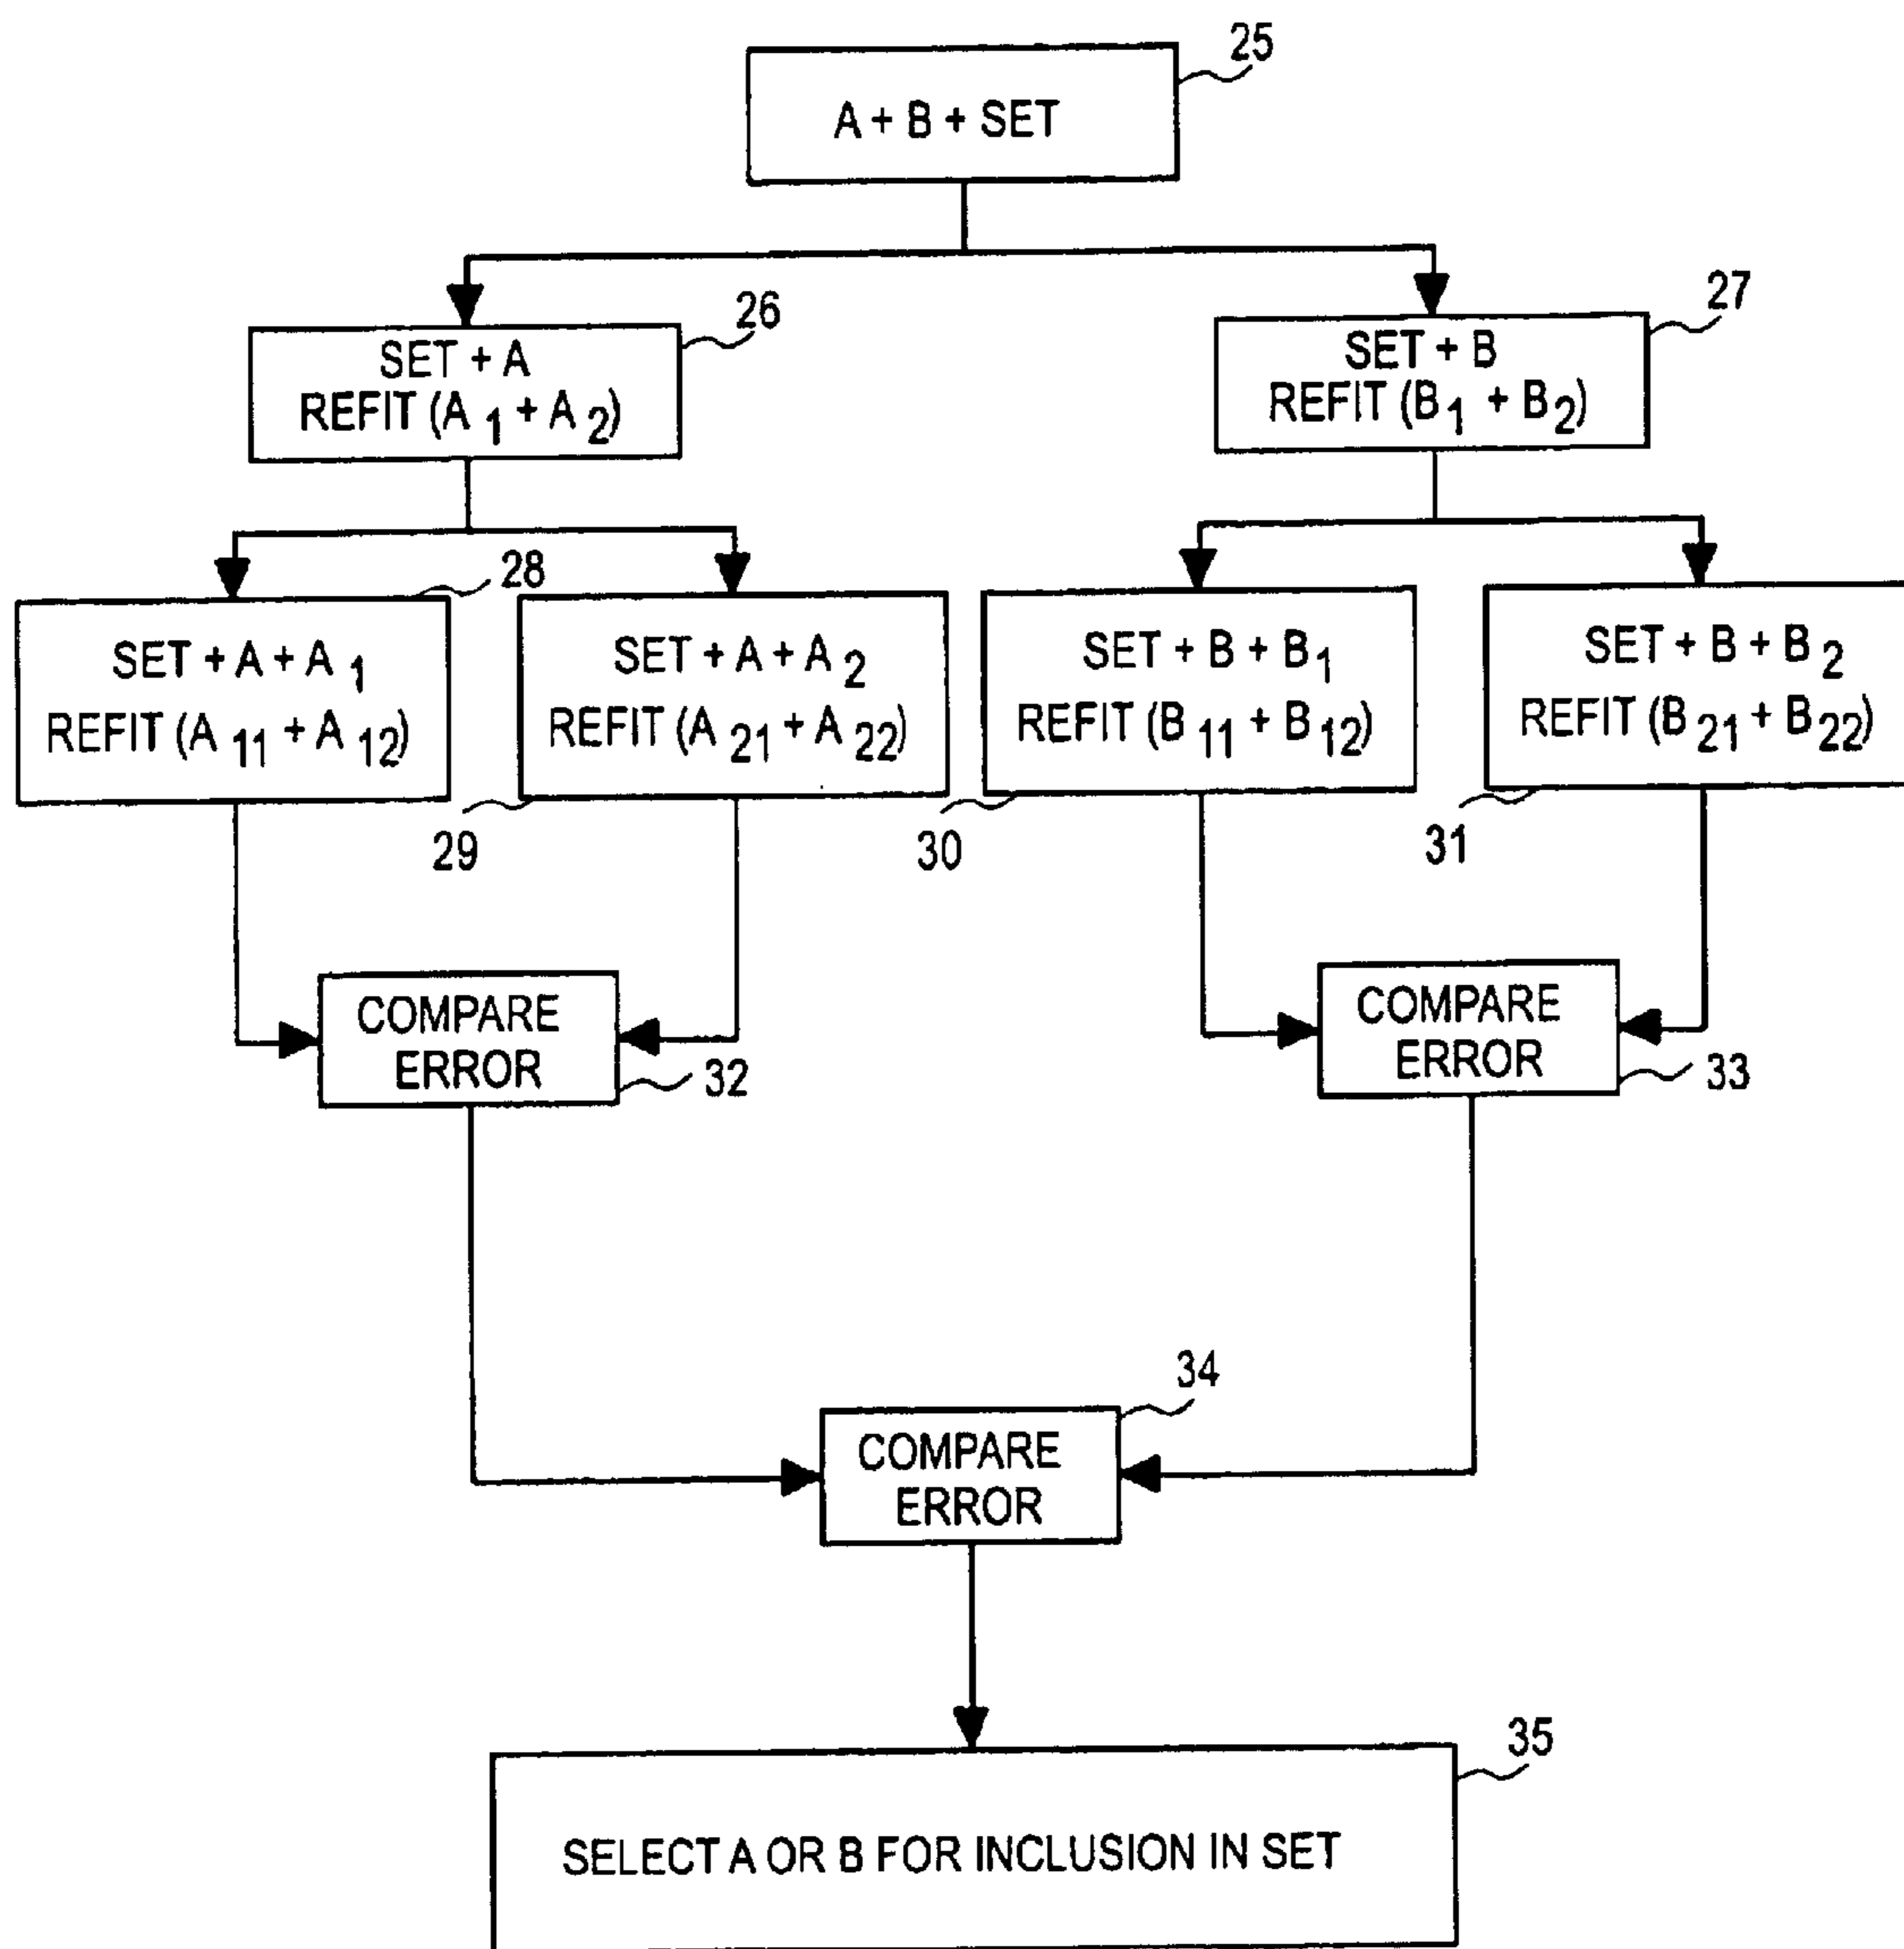 25
A + B + SET
26
SET + A
REFIT (A 1 + A 2)
27
SET + B
REFIT (B1 + B2)
28
SET + A + A 1
REFIT (A 11 + A 12)
SET + A + A 2
REFIT (A 21 + A 22)
SET + B + B1
REFIT (B 11 + B 12)
SET + B + B 2
REFIT (B 21 + B 22)
29
30
31
COMPARE
ERROR
32
COMPARE
ERROR
33
34
COMPARE
ERROR
35
SELECT A OR B FOR INCLUSION IN SET